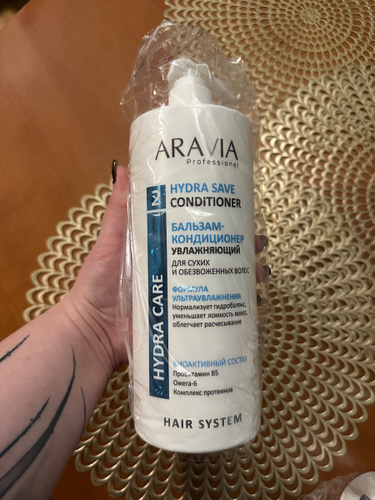 ARAVIA
Professional
2
HYDRA SAVE
CONDITIONER
БАЛЬЗАМ-
КОНДИЦИОНЕР
УВЛАЖНЯЮЩИЙ
ДЛЯ СУХИХ
И ОБЕЗВОЖЕННЫХ ВОЛОС
HYDRA CARE
ФОРМУЛА
УЛЬТРАУВЛАЖНЕНИЯ
Нормализует гидробаланс,
уменьшает ломкость волос,
облегчает расчесывание
БИОАКТИВНЫЙ СОСТАВ
Провитамин B5
Омега-6
Комплекс протеинов
HAIR SYSTEM